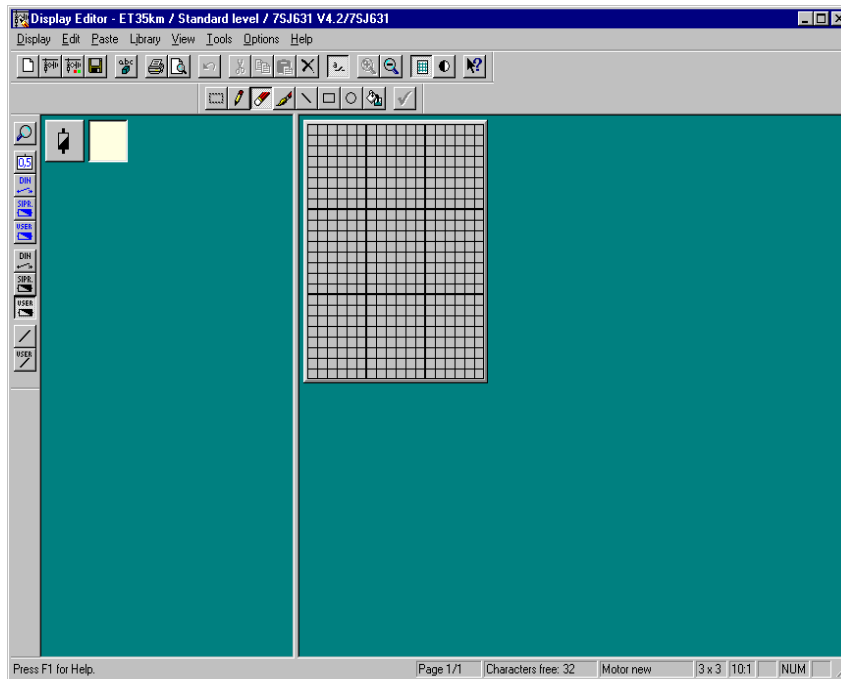 Display Editor - ET35km / Standard level / 7SJ631 V4.2/7SJ631
Display Edit Paste Library View Tools Options Help
abc
0,5
DIN
SIPR.
USER
DIN
SIPR.
USER
USER
Press F1 for Help. Page 1/1 Characters free: 32 Motor new 3 x 3 10:1 NUM